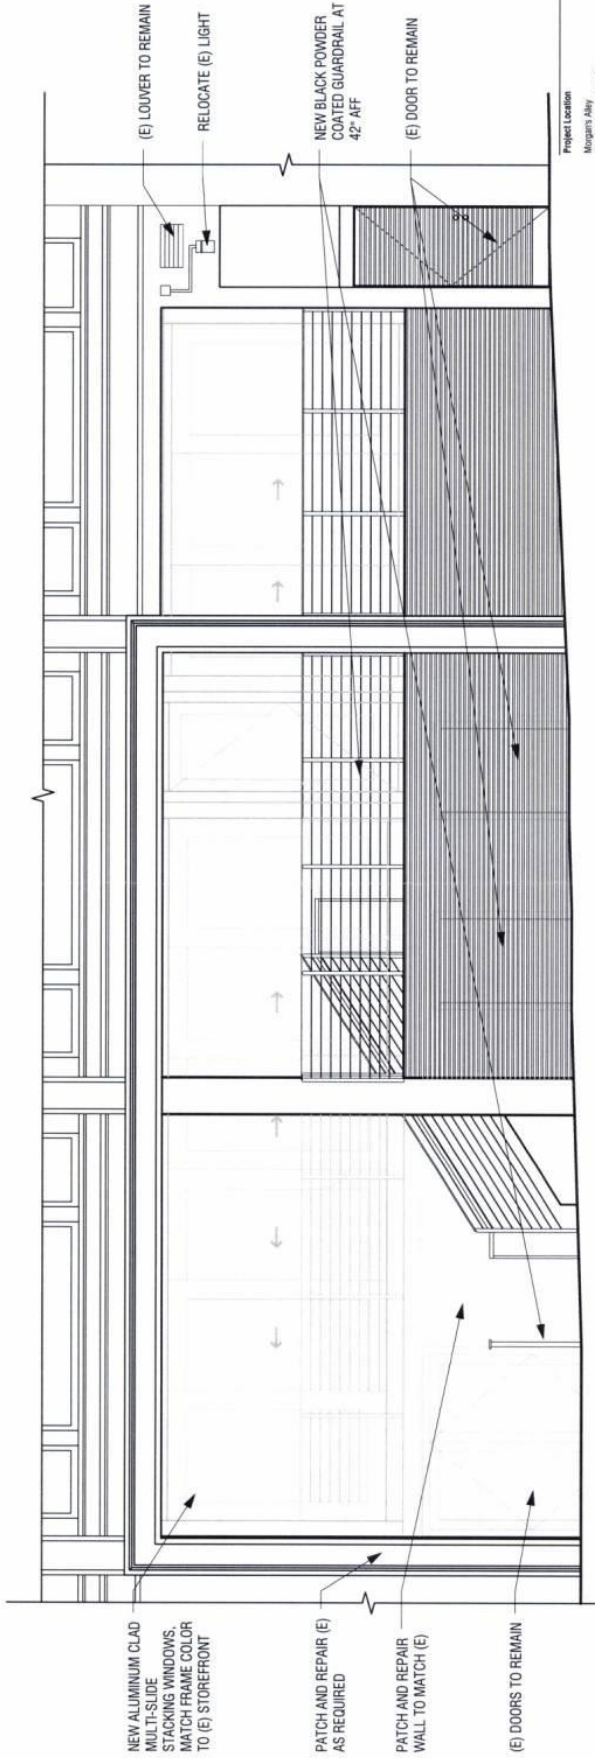 (E) LOUVER TO REMAIN
RELOCATE (E) LIGHT
NEW BLACK POWDER
COATED GUARDRAIL AT
42" AFF
(E) DOOR TO REMAIN
Project Location
Morgan's Alley
NEW ALUMINUM CLAD
MULTI-SLIDE
STACKING WINDOWS,
MATCH FRAME COLOR
TO (E) STOREFRONT
PATCH AND REPAIR (E)
AS REQUIRED
PATCH AND REPAIR
WALL TO MATCH (E)
(E) DOORS TO REMAIN